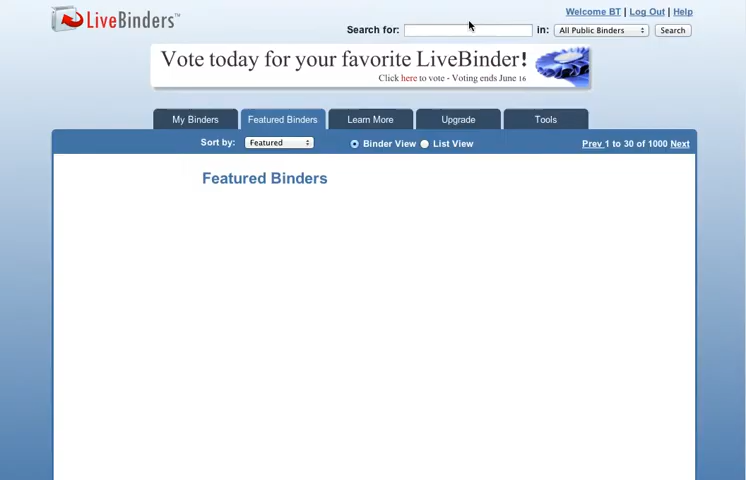 LiveBinders™
Welcome BT | Log Out | Help
Search for: in: All Public Binders Search
Vote today for your favorite LiveBinder!
Click here to vote - Voting ends June 16
My Binders Featured Binders Learn More Upgrade Tools
Sort by: Featured Binder View List View Prev 1 to 30 of 1000 Next
Featured Binders